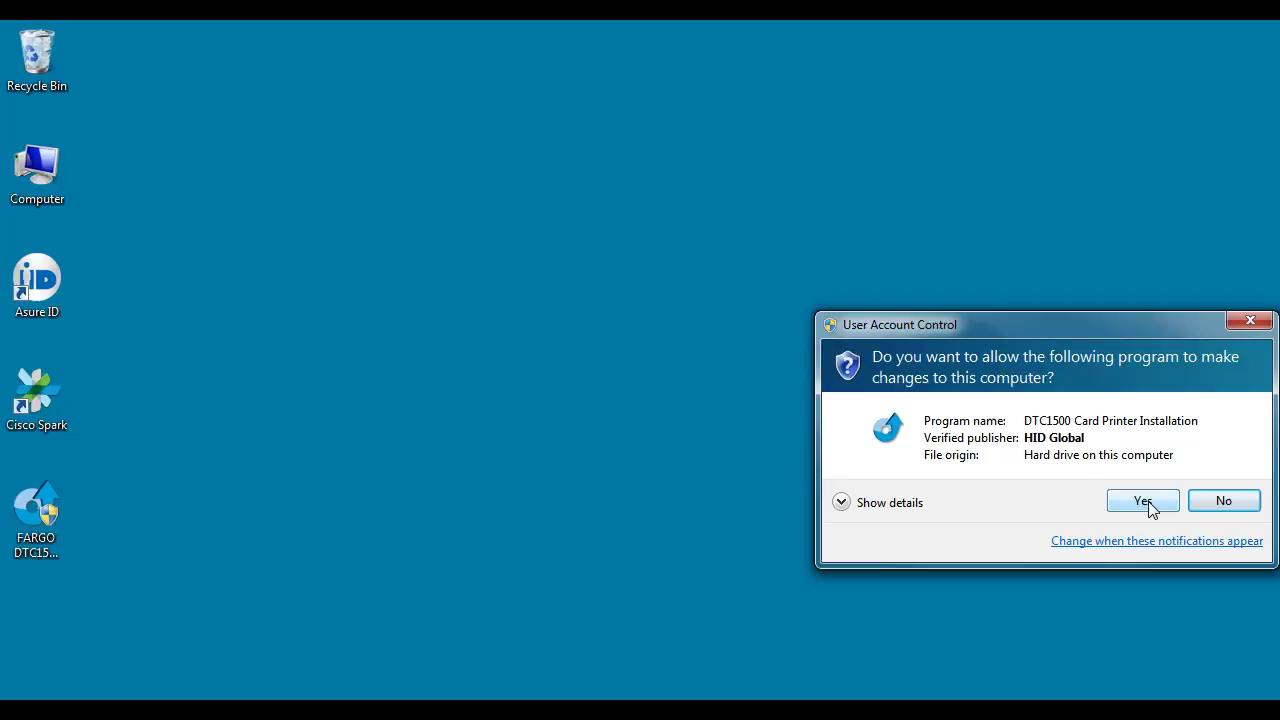 Recycle Bin
Computer
Asure ID
Cisco Spark
FARGO
DTC15...
User Account Control
Do you want to allow the following program to make
changes to this computer?
Program name: DTC1500 Card Printer Installation
Verified publisher: HID Global
File origin: Hard drive on this computer
Show details
Yes
No
Change when these notifications appear